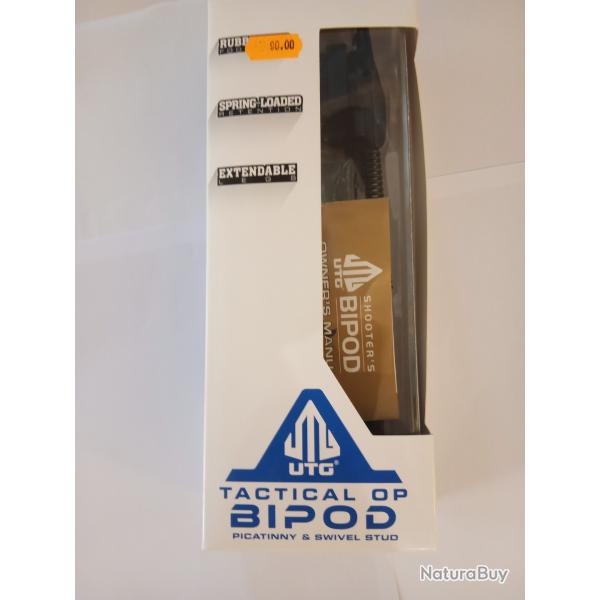 RUBB
90.00
SPRING-LOADED
RETENTION
EXTENDABLE
LEGS
UTG
SHOOTER'S
BIPOD
OWNER'S MANU
UTG®
TACTICAL OP
BIPOD
PICATINNY & SWIVEL STUD
NaturaBuy